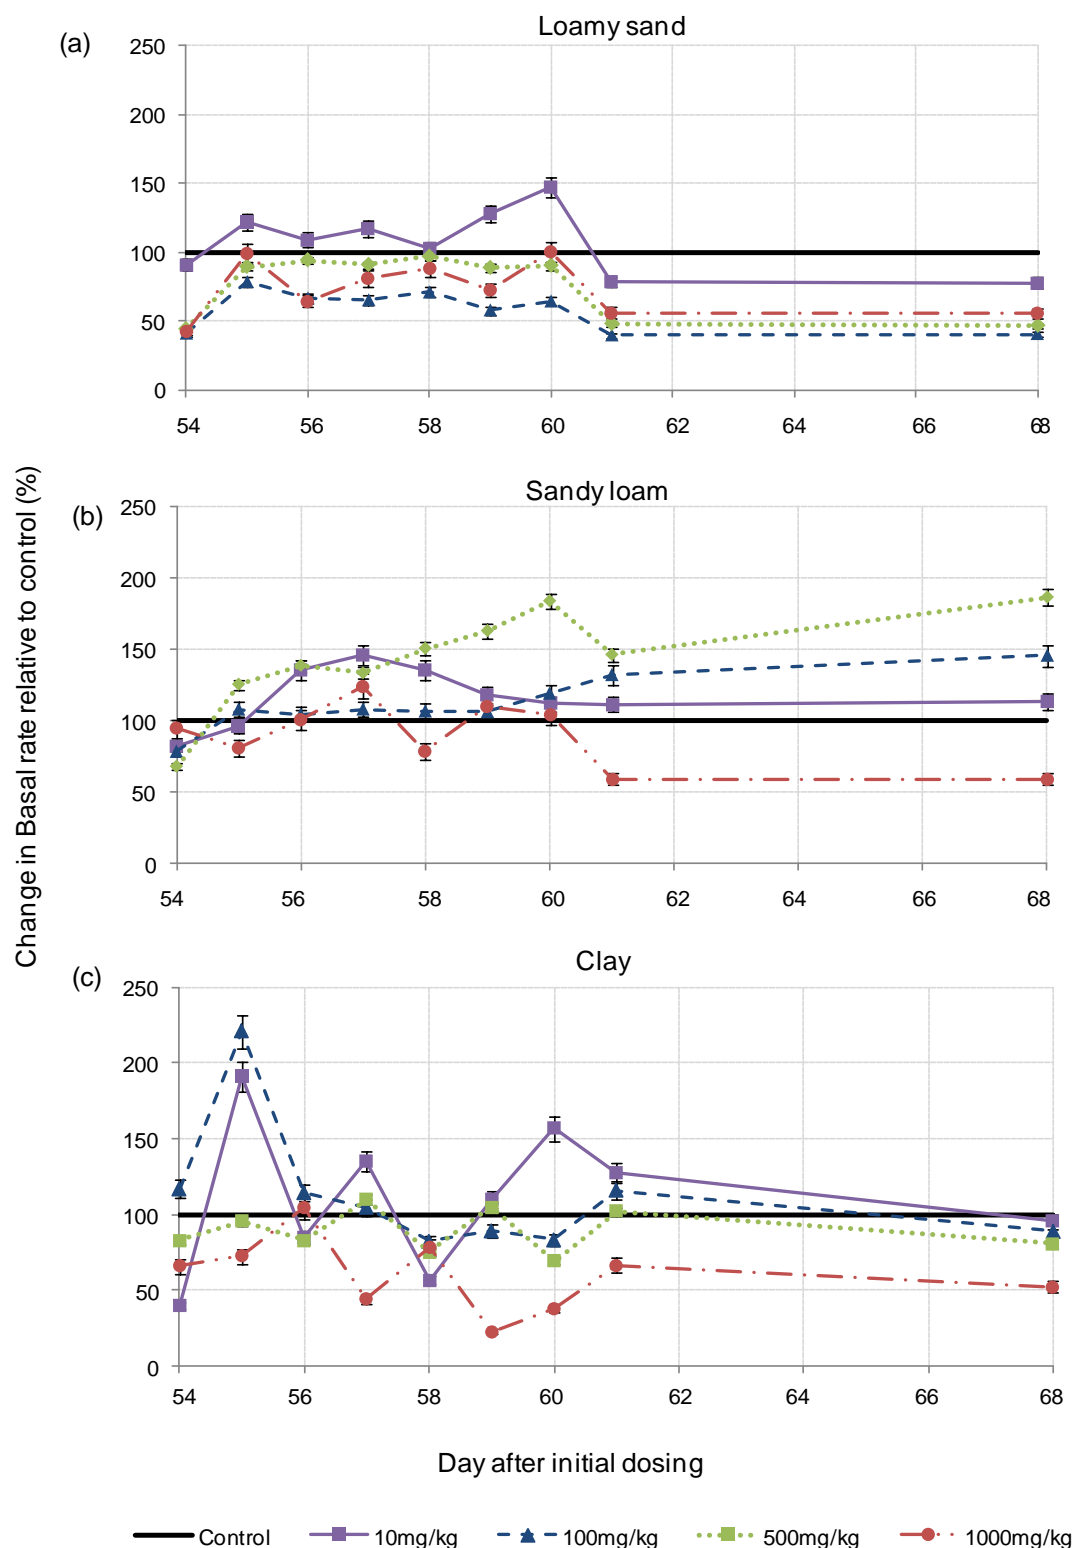 (a)
Loamy sand
250
200
150
100
50
0
54 56 58 60 62 64 66 68
Change in Basal rate relative to control (%)
(b)
Sandy loam
250
200
150
100
50
0
54 56 58 60 62 64 66 68
(c)
Clay
250
200
150
100
50
0
54 56 58 60 62 64 66 68
Day after initial dosing
Control 10mg/kg 100mg/kg 500mg/kg 1000mg/kg